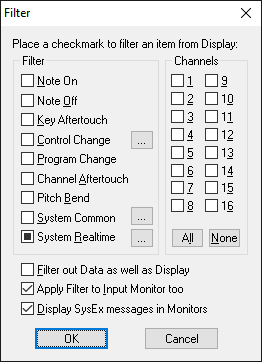 Filter
Place a checkmark to filter an item from Display:
Filter
Note On
Note Off
Key Aftertouch
Control Change ...
Program Change
Channel Aftertouch
Pitch Bend
System Common ...
System Realtime ...
Channels
1 9
2 10
3 11
4 12
5 13
6 14
7 15
8 16
All None
Filter out Data as well as Display
Apply Filter to Input Monitor too
Display SysEx messages in Monitors
OK Cancel